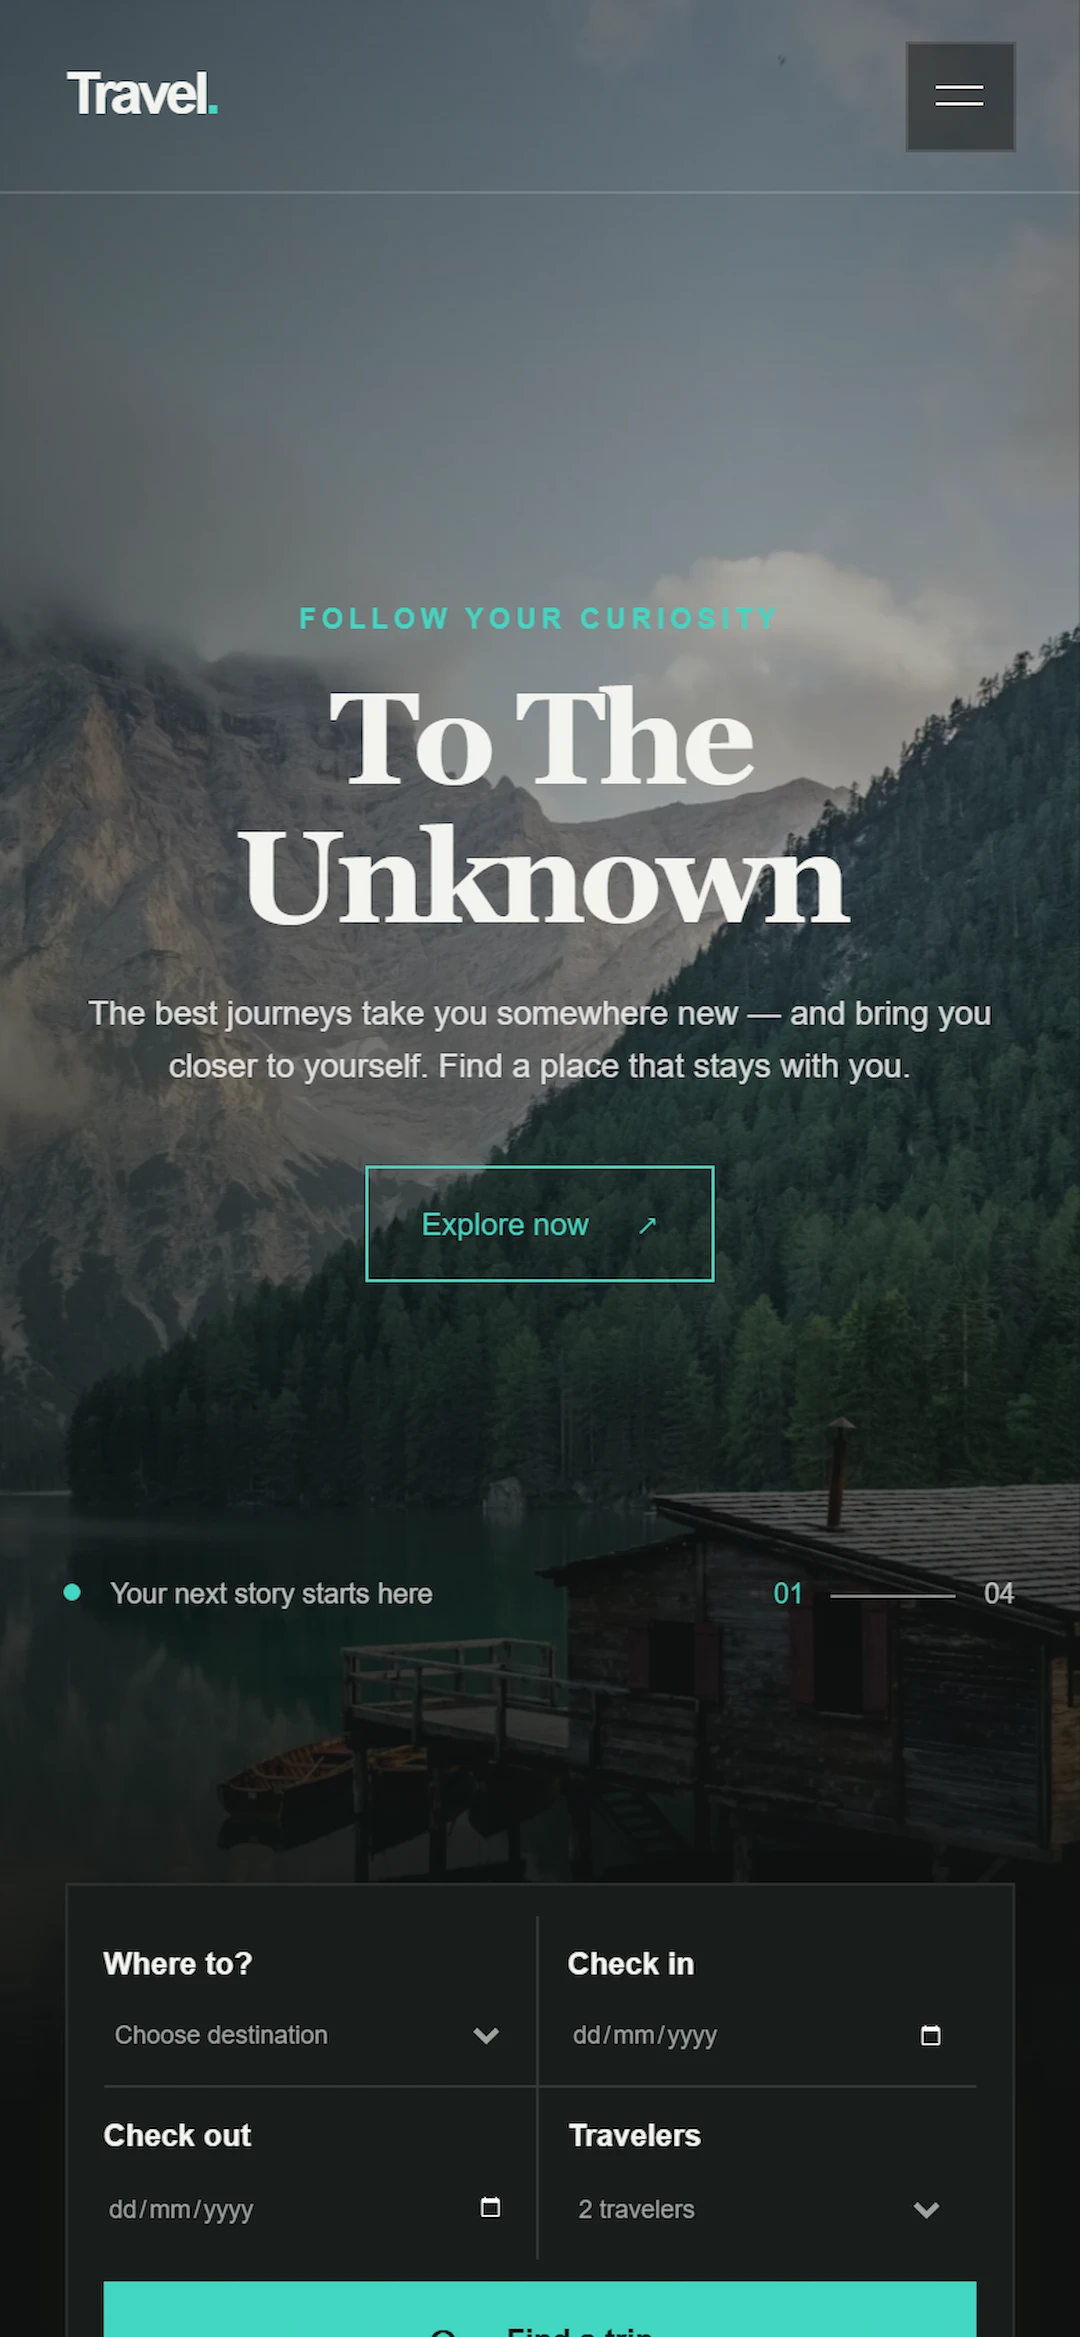 Travel.
FOLLOW YOUR CURIOSITY
To The
Unknown
The best journeys take you somewhere new — and bring you
closer to yourself. Find a place that stays with you.
Explore now ↗
Your next story starts here
01 04
Where to? Check in
Choose destination dd/mm/yyyy
Check out Travelers
dd/mm/yyyy 2 travelers
Find a trip